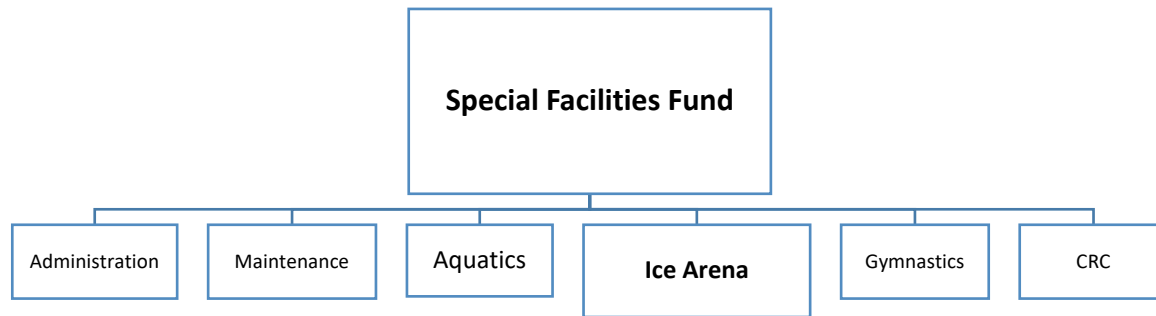 Special Facilities Fund
Administration
Maintenance
Aquatics
Ice Arena
Gymnastics
CRC